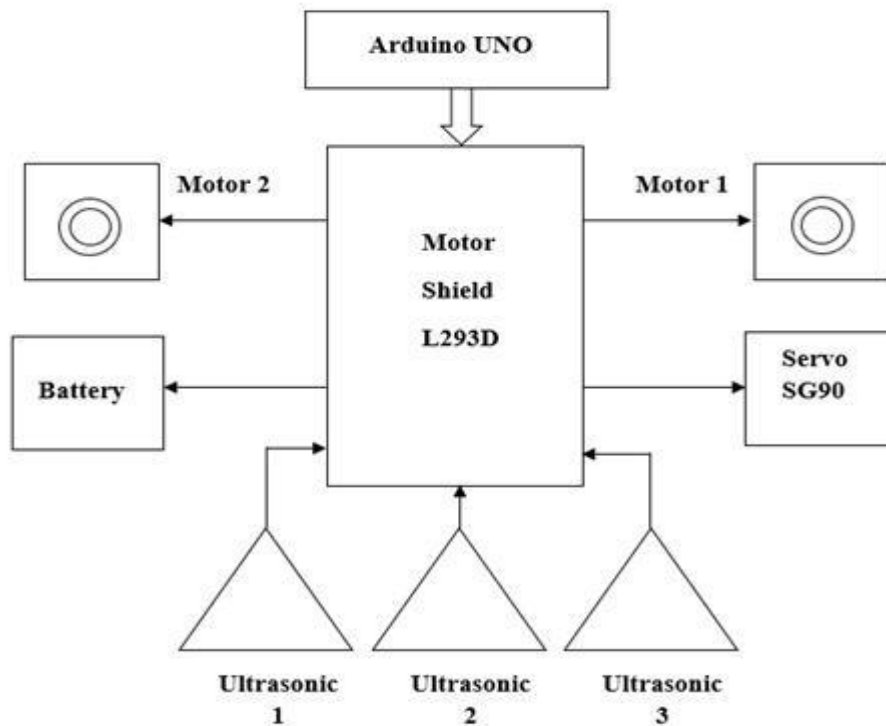 Arduino UNO
Motor 2
Motor 1
Motor
Shield
L293D
Battery
Servo
SG90
Ultrasonic
1
Ultrasonic
2
Ultrasonic
3